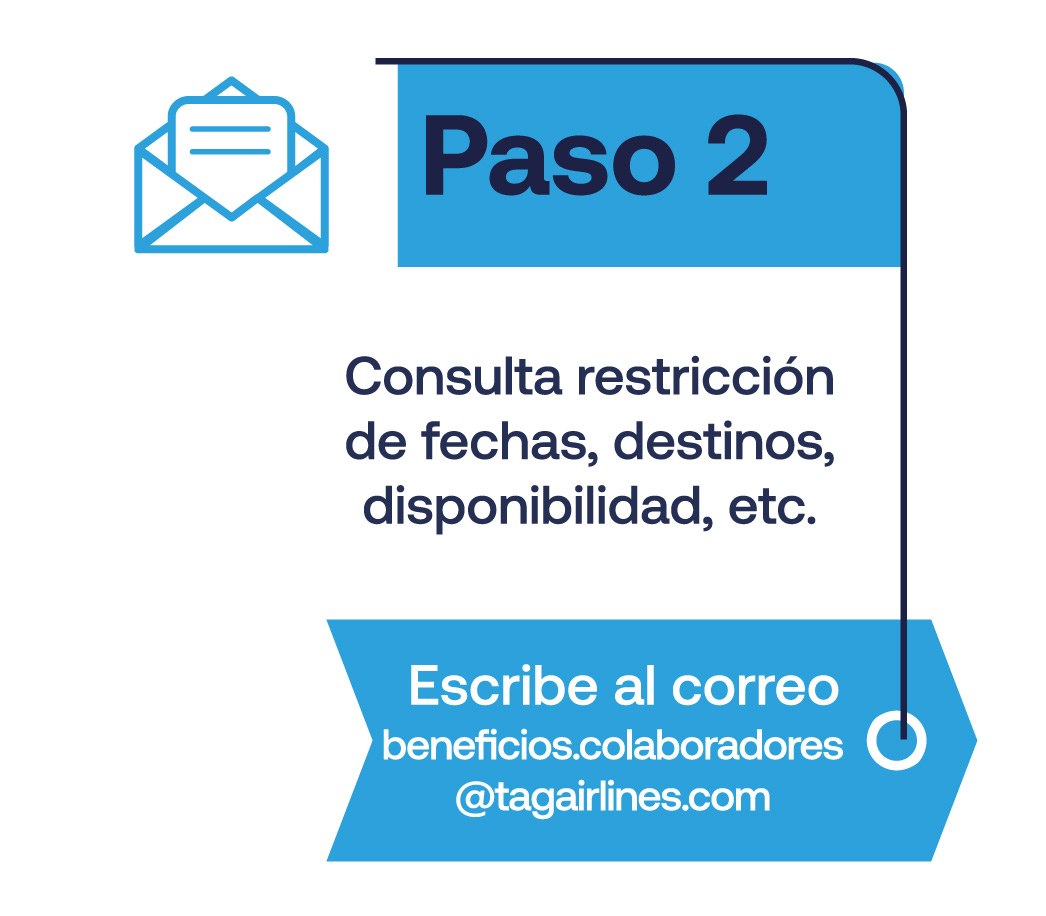 Paso 2
Consulta restricción
de fechas, destinos,
disponibilidad, etc.
Escribe al correo
beneficios.colaboradores
@tagairlines.com